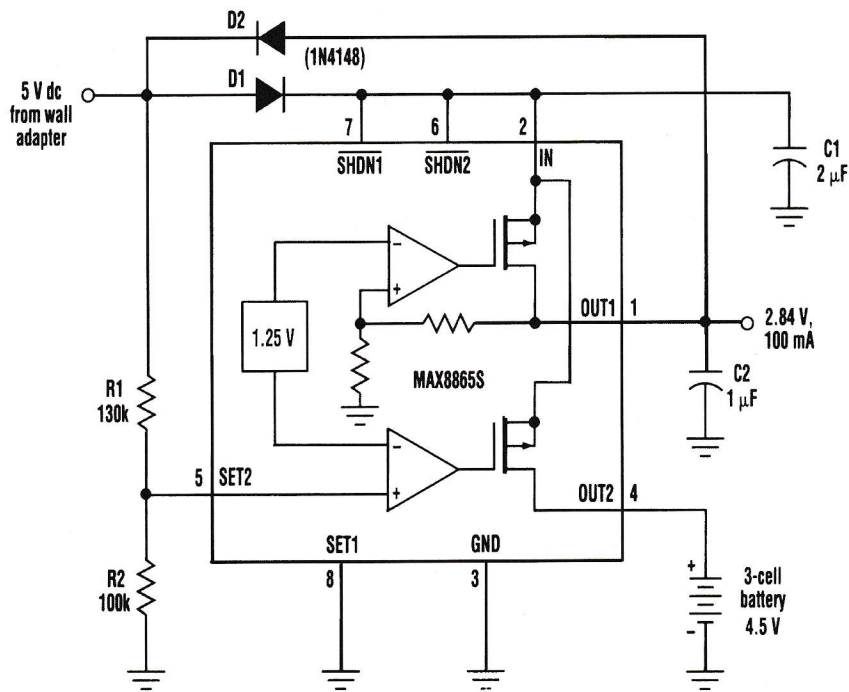 D2
(1N4148)
D1
5 V dc
from wall
adapter
7
6
2
SHDN1
SHDN2
IN
C1
2 μF
−
+
1.25 V
OUT1
1
2.84 V,
100 mA
MAX8865S
C2
1 μF
R1
130k
−
+
5
SET2
OUT2
4
SET1
GND
8
3
R2
100k
+
−
3-cell
battery
4.5 V